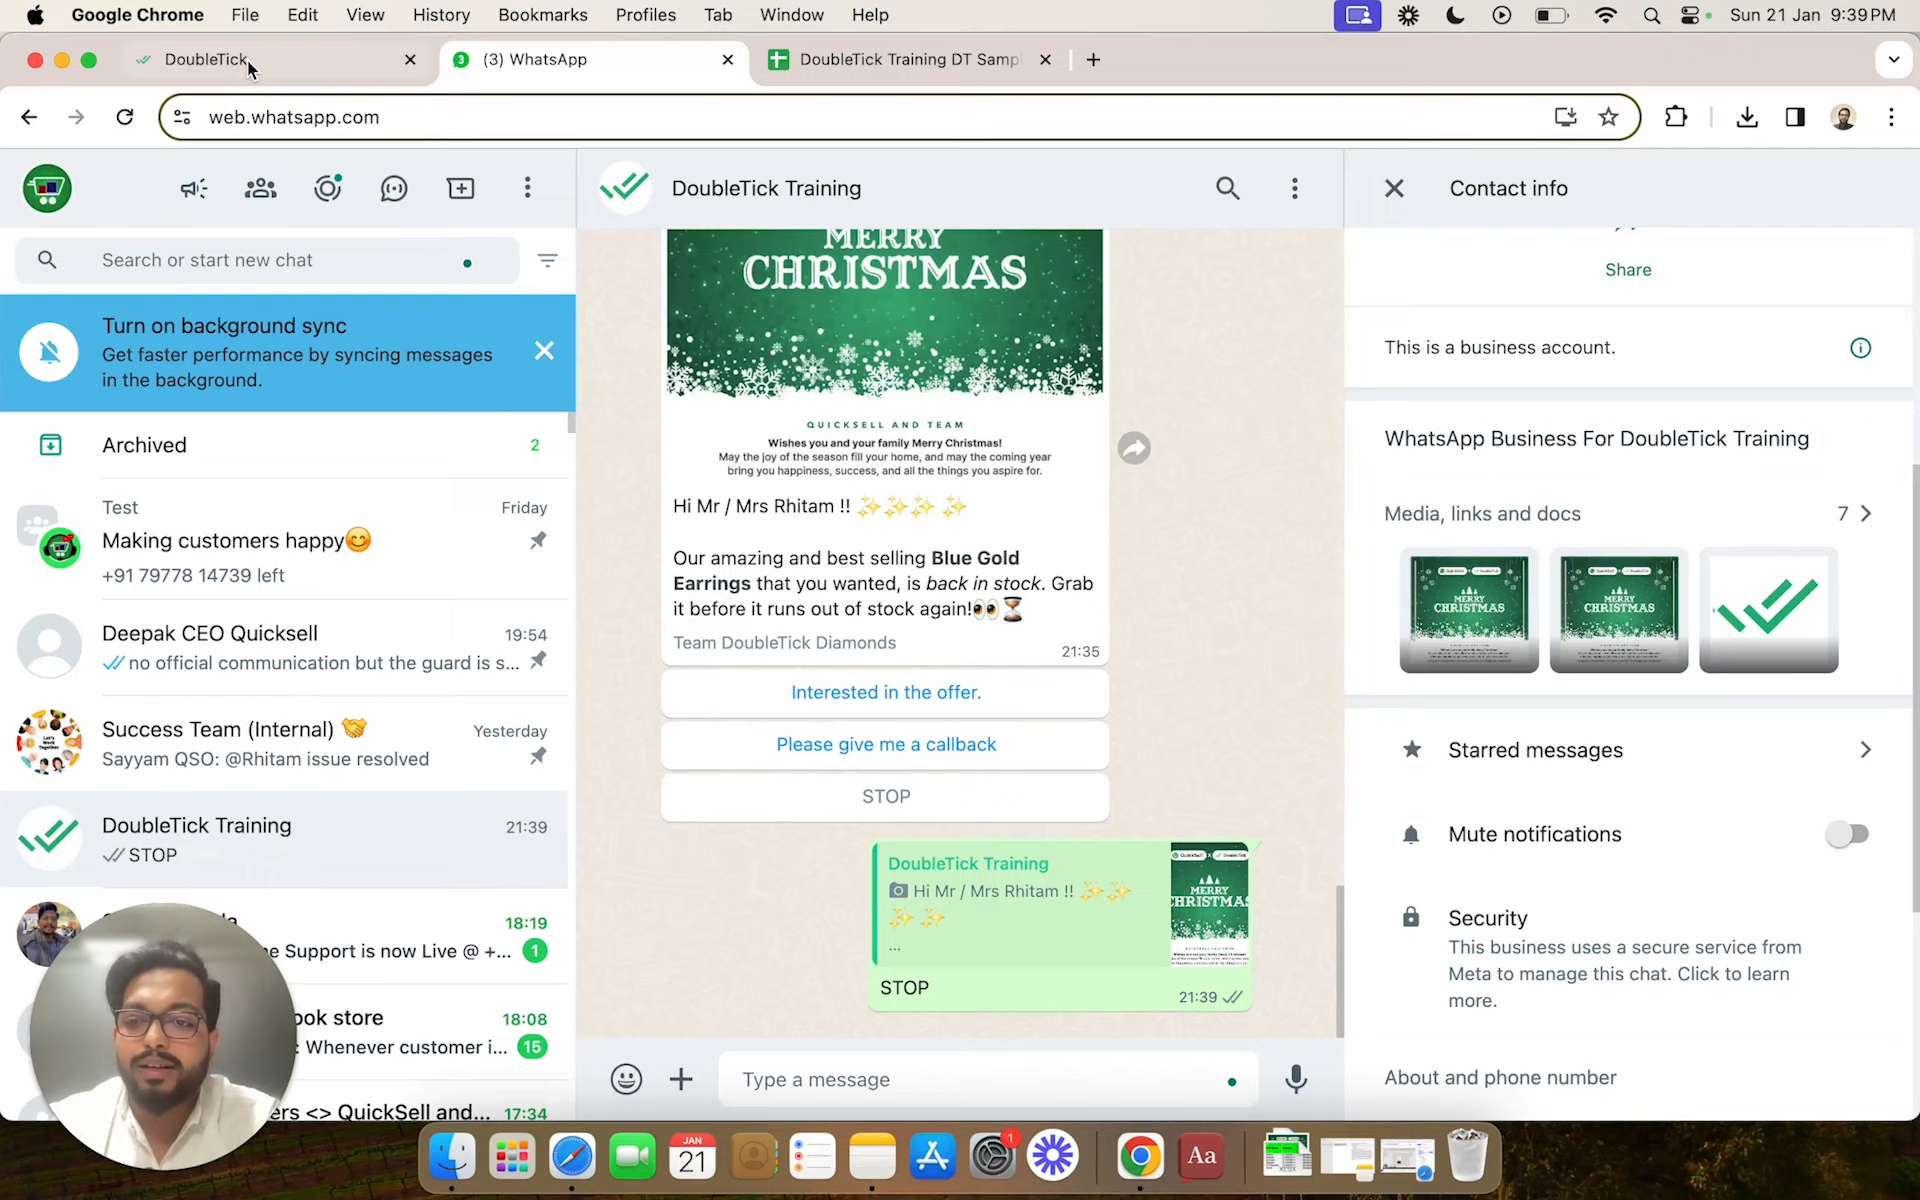 Google Chrome File Edit View History Bookmarks Profiles Tab Window Help Sun 21 Jan 9:39 PM
DoubleTick (3) WhatsApp DoubleTick Training DT Samp
web.whatsapp.com
DoubleTick Training
Contact info
Search or start new chat
Share
Turn on background sync
Get faster performance by syncing messages
in the background.
This is a business account.
Archived 2
WhatsApp Business For DoubleTick Training
Test Friday
Making customers happy😊
+91 79778 14739 left
Media, links and docs 7
Deepak CEO Quicksell 19:54
no official communication but the guard is s...
Success Team (Internal) 🤝 Yesterday
Sayyam QSO: @Rhitam issue resolved
DoubleTick Training 21:39
STOP
18:19
e Support is now Live @ +... 1
ook store 18:08
: Whenever customer i... 15
ers <> QuickSell and... 17:34
MERRY
CHRISTMAS
QUICKSELL AND TEAM
Wishes you and your family Merry Christmas!
May the joy of the season fill your home, and may the coming year
bring you happiness, success, and all the things you aspire for.
Hi Mr / Mrs Rhitam !! ✨✨✨ ✨
Our amazing and best selling Blue Gold
Earrings that you wanted, is back in stock. Grab
it before it runs out of stock again!👀⏳
Team DoubleTick Diamonds
21:35
Interested in the offer.
Please give me a callback
STOP
DoubleTick Training
Hi Mr / Mrs Rhitam !! ✨✨
✨ ✨
...
MERRY
CHRISTMAS
STOP
21:39
Type a message
MERRY
CHRISTMAS
MERRY
CHRISTMAS
Starred messages
Mute notifications
Security
This business uses a secure service from
Meta to manage this chat. Click to learn
more.
About and phone number
JAN
21
1
Aa